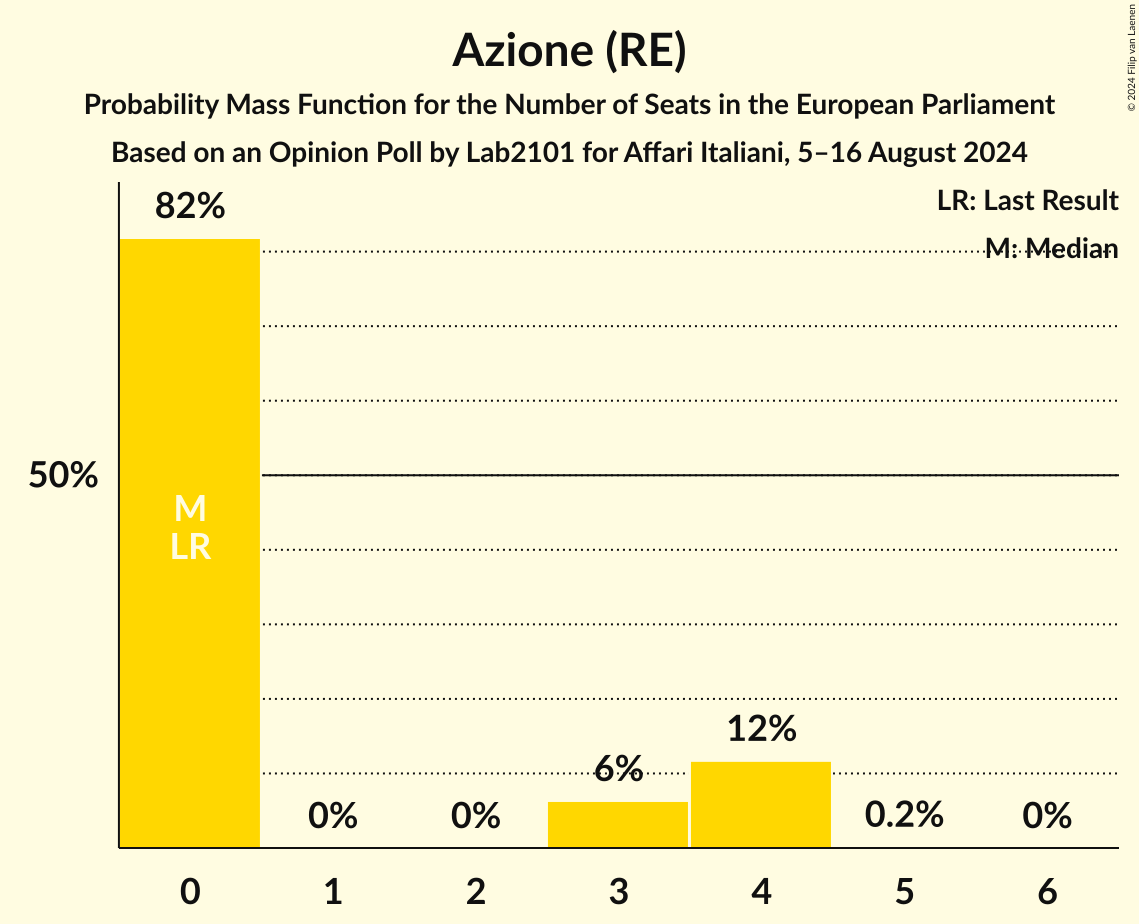 Azione (RE)
Probability Mass Function for the Number of Seats in the European Parliament
Based on an Opinion Poll by Lab2101 for Affari Italiani, 5–16 August 2024
© 2024 Filip van Laenen
LR: Last Result
M: Median
82%
50%
M
LR
0%
0%
6%
12%
0.2%
0%
0
1
2
3
4
5
6